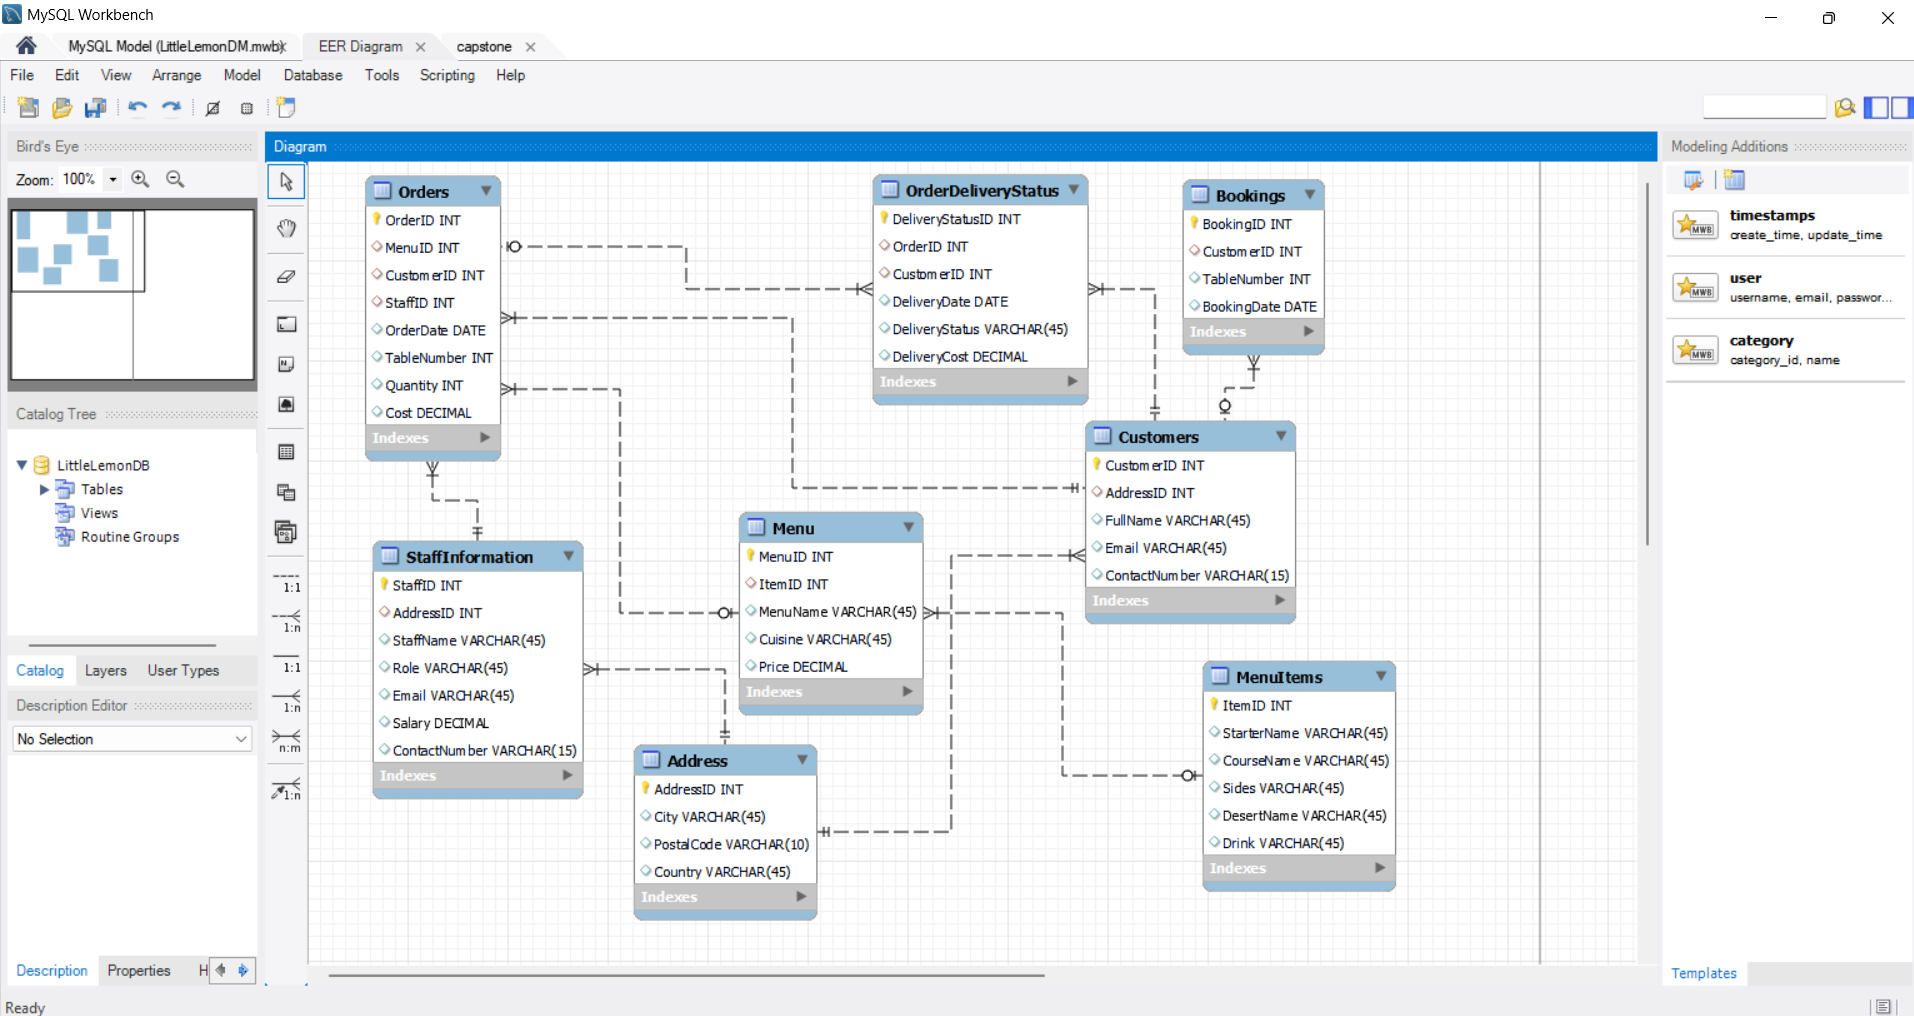 MySQL Workbench
MySQL Model (LittleLemonDM.mwb)
EER Diagram
capstone
File Edit View Arrange Model Database Tools Scripting Help
Bird's Eye
Zoom: 100%
Catalog Tree
LittleLemonDB
Tables
Views
Routine Groups
Catalog Layers User Types
Description Editor
No Selection
Description Properties H
Ready
Diagram
1:1
1:n
1:1
1:n
n:m
1:n
Orders
OrderID INT
MenuID INT
CustomerID INT
StaffID INT
OrderDate DATE
TableNumber INT
Quantity INT
Cost DECIMAL
Indexes
OrderDeliveryStatus
DeliveryStatusID INT
OrderID INT
CustomerID INT
DeliveryDate DATE
DeliveryStatus VARCHAR(45)
DeliveryCost DECIMAL
Indexes
Bookings
BookingID INT
CustomerID INT
TableNumber INT
BookingDate DATE
Indexes
Customers
CustomerID INT
AddressID INT
FullName VARCHAR(45)
Email VARCHAR(45)
ContactNumber VARCHAR(15)
Indexes
StaffInformation
StaffID INT
AddressID INT
StaffName VARCHAR(45)
Role VARCHAR(45)
Email VARCHAR(45)
Salary DECIMAL
ContactNumber VARCHAR(15)
Indexes
Menu
MenuID INT
ItemID INT
MenuName VARCHAR(45)
Cuisine VARCHAR(45)
Price DECIMAL
Indexes
Address
AddressID INT
City VARCHAR(45)
PostalCode VARCHAR(10)
Country VARCHAR(45)
Indexes
MenuItems
ItemID INT
StarterName VARCHAR(45)
CourseName VARCHAR(45)
Sides VARCHAR(45)
DesertName VARCHAR(45)
Drink VARCHAR(45)
Indexes
Modeling Additions
MWB
timestamps
create_time, update_time
MWB
user
username, email, passwor...
MWB
category
category_id, name
Templates